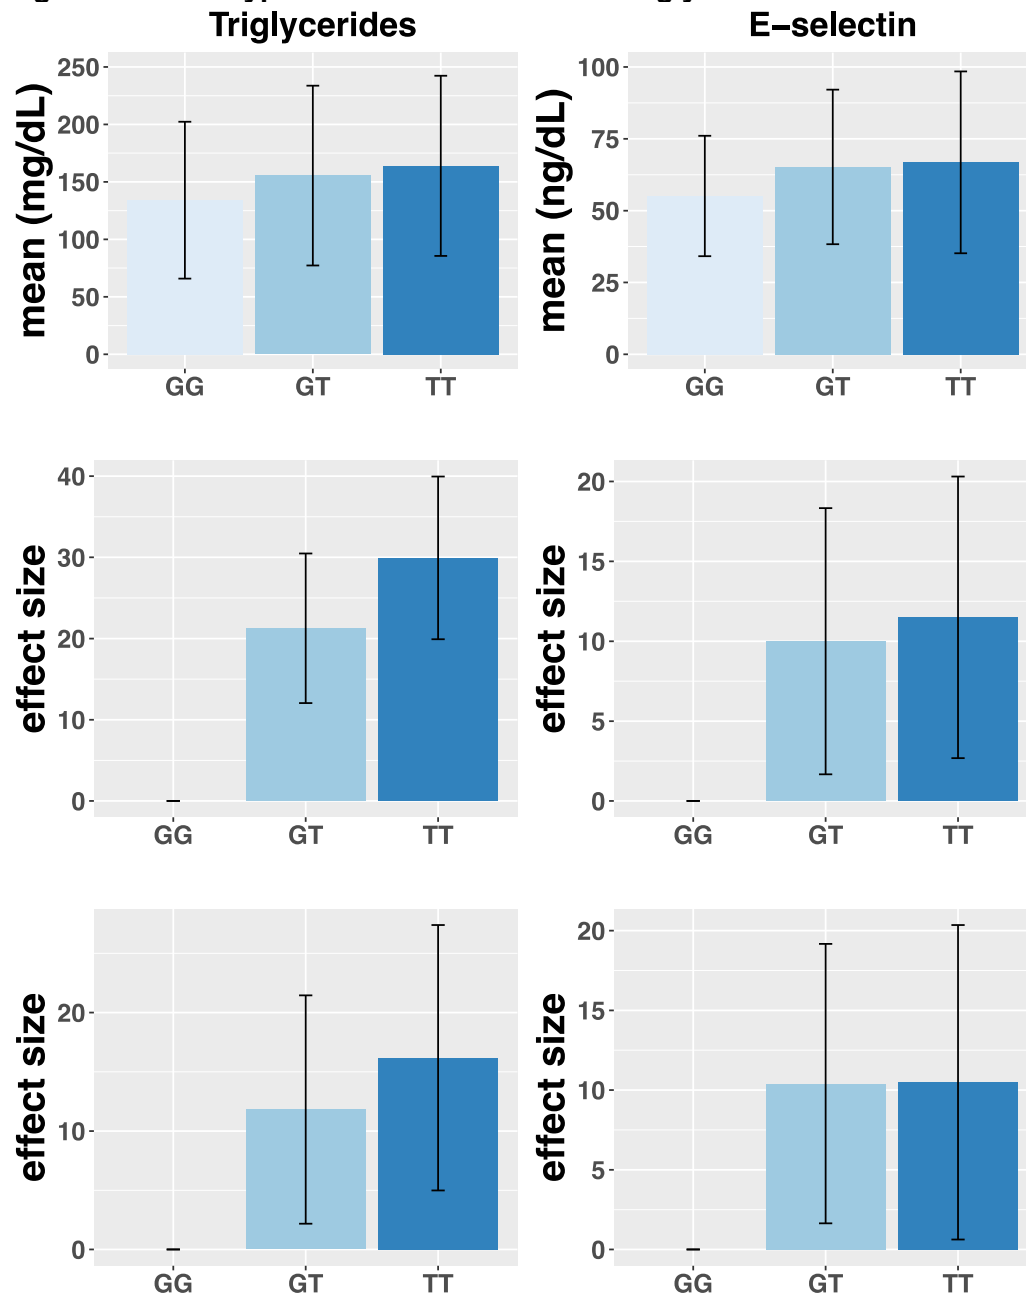 Triglycerides
E−selectin
mean (mg/dL)
250
200
150
100
50
0
GG GT TT
mean (ng/dL)
100
75
50
25
0
GG GT TT
effect size
40
30
20
10
0
GG GT TT
effect size
20
15
10
5
0
GG GT TT
effect size
20
10
0
GG GT TT
effect size
20
15
10
5
0
GG GT TT